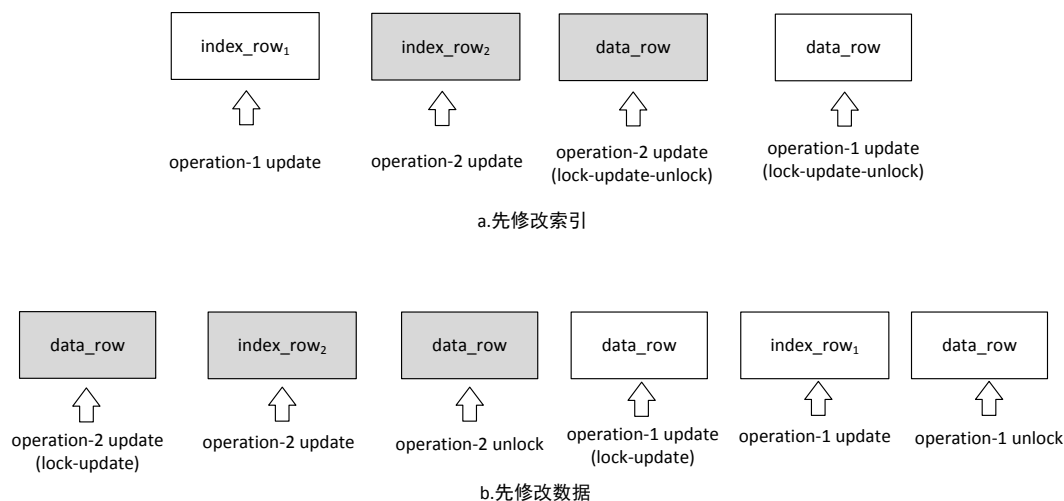 index_row₁
index_row₂
data_row
data_row
operation-1 update
operation-2 update
operation-2 update
(lock-update-unlock)
operation-1 update
(lock-update-unlock)
a.先修改索引
data_row
index_row₂
data_row
data_row
index_row₁
data_row
operation-2 update
(lock-update)
operation-2 update
operation-2 unlock
operation-1 update
(lock-update)
operation-1 update
operation-1 unlock
b.先修改数据